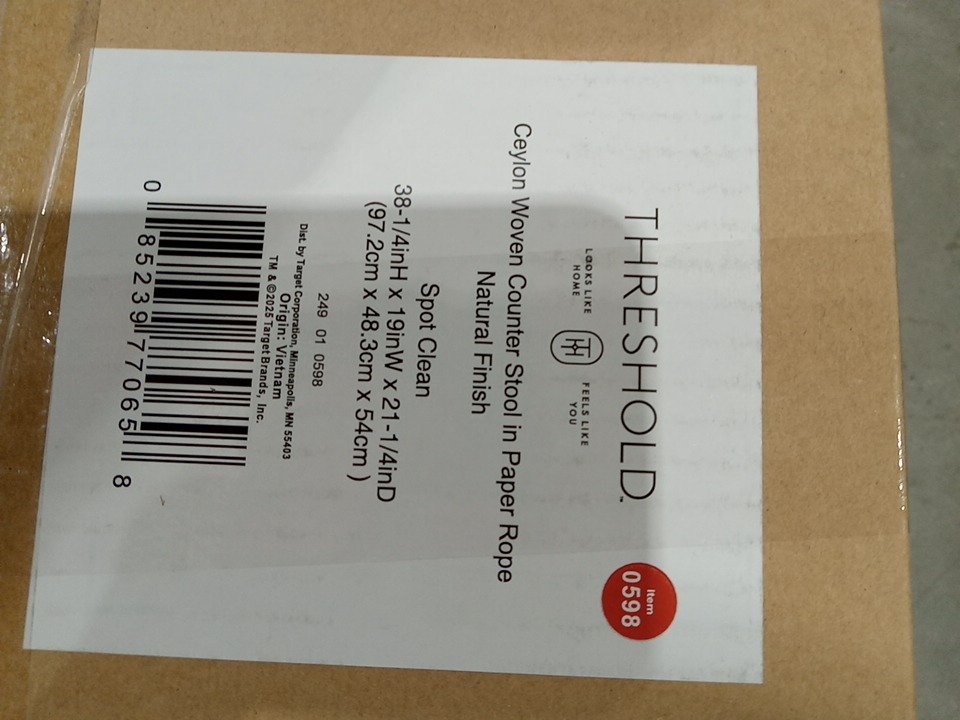 THRESHOLD™
LOOKS LIKE HOME
FEELS LIKE YOU
Item
0598
Ceylon Woven Counter Stool in Paper Rope
Natural Finish
Spot Clean
38-1/4inH x 19inW x 21-1/4inD
(97.2cm x 48.3cm x 54cm )
249 01 0598
Dist. by Target Corporation, Minneapolis, MN 55403
Origin: Vietnam
TM & ©2025 Target Brands, Inc.
0 85239 77065 8